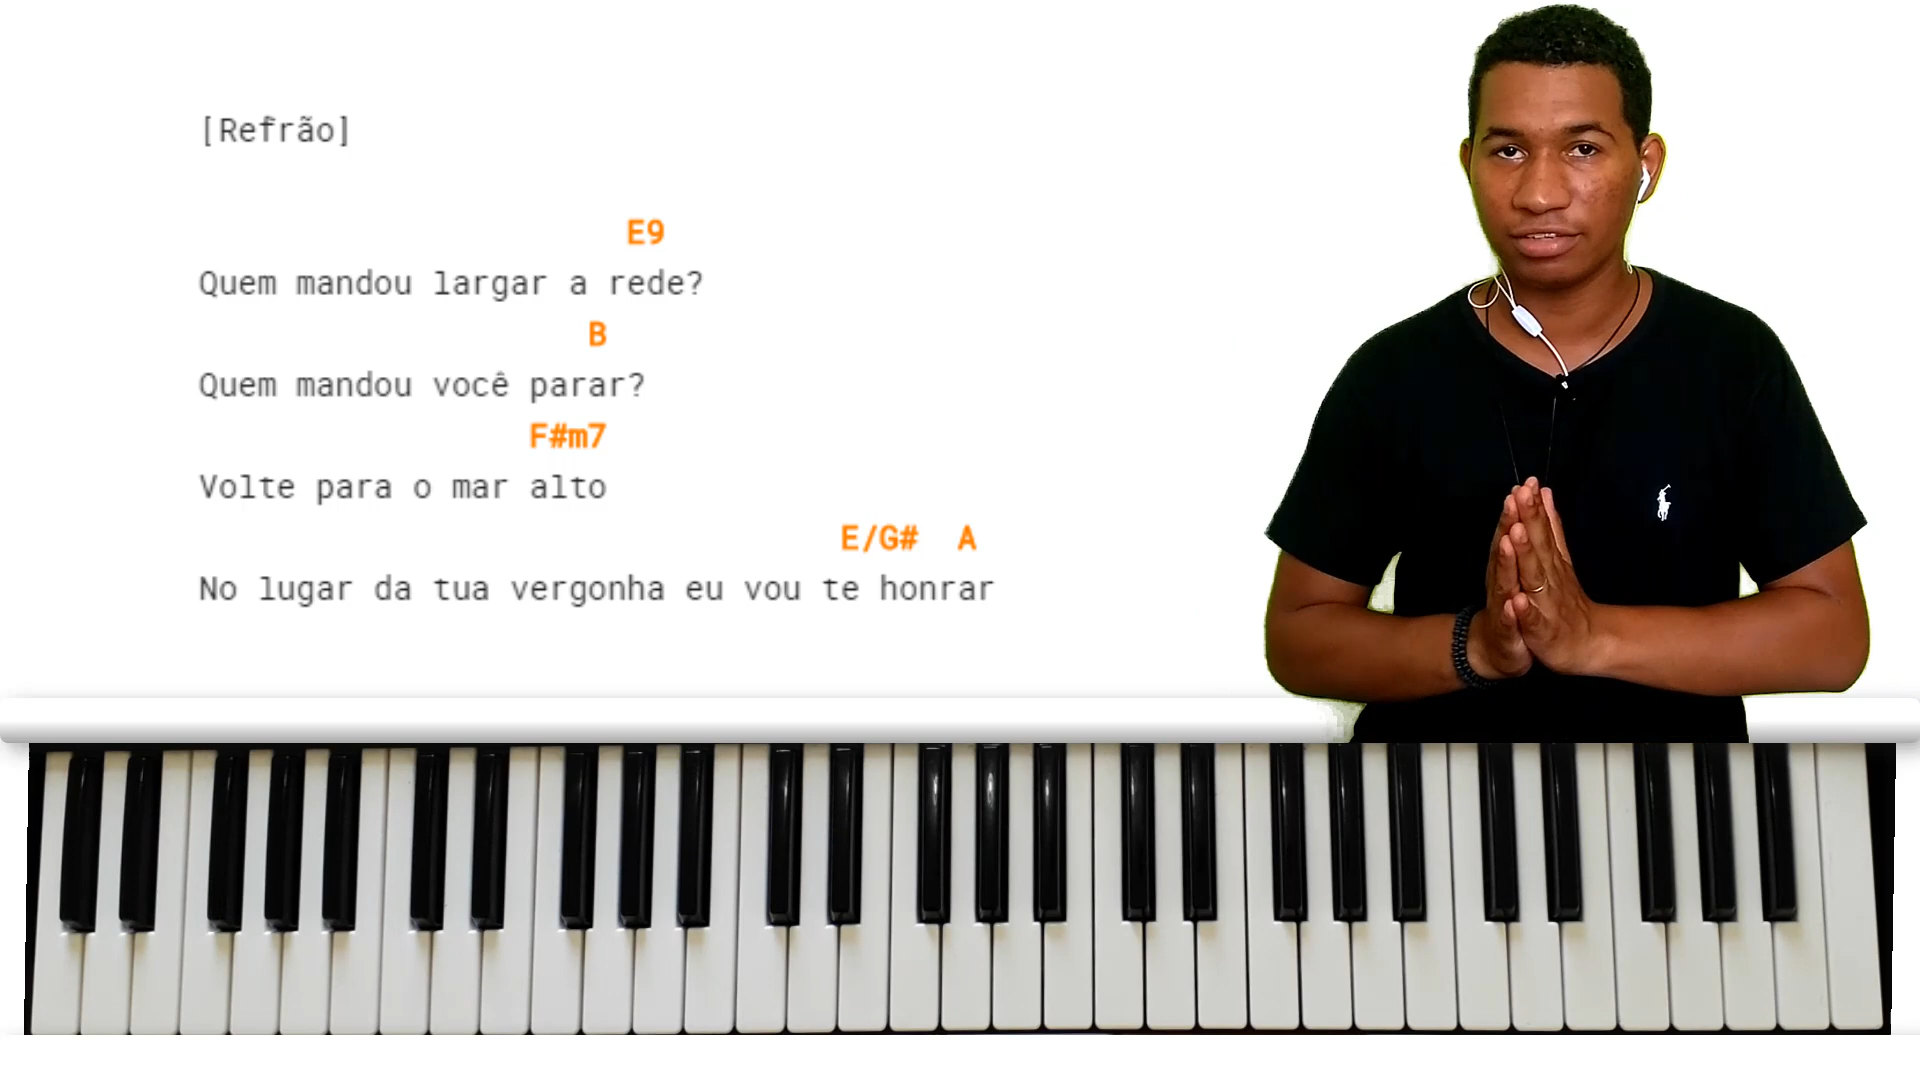 [Refrão]
E9
Quem mandou largar a rede?
B
Quem mandou você parar?
F#m7
Volte para o mar alto
E/G# A
No lugar da tua vergonha eu vou te honrar